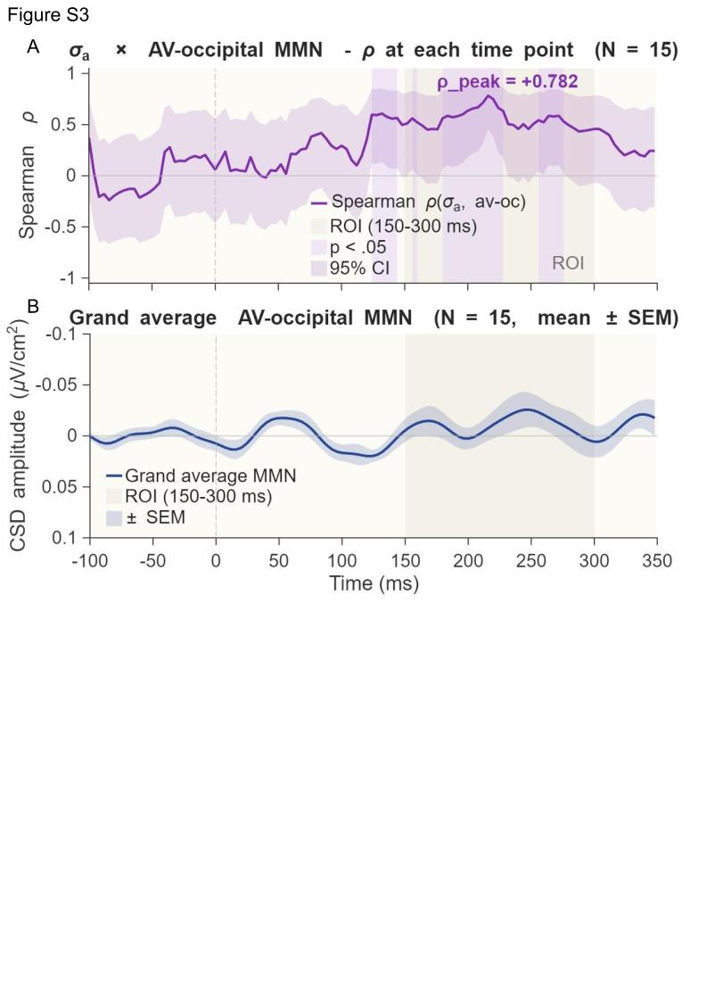 Figure S3
A
σa × AV-occipital MMN - ρ at each time point (N = 15)
1
0.5
0
-0.5
-1
Spearman ρ
ρ_peak = +0.782
Spearman ρ(σa, av-oc)
ROI (150-300 ms)
p < .05
95% CI
ROI
B
Grand average AV-occipital MMN (N = 15, mean ± SEM)
-0.1
-0.05
0
0.05
0.1
CSD amplitude (μV/cm²)
Grand average MMN
ROI (150-300 ms)
± SEM
-100 -50 0 50 100 150 200 250 300 350
Time (ms)